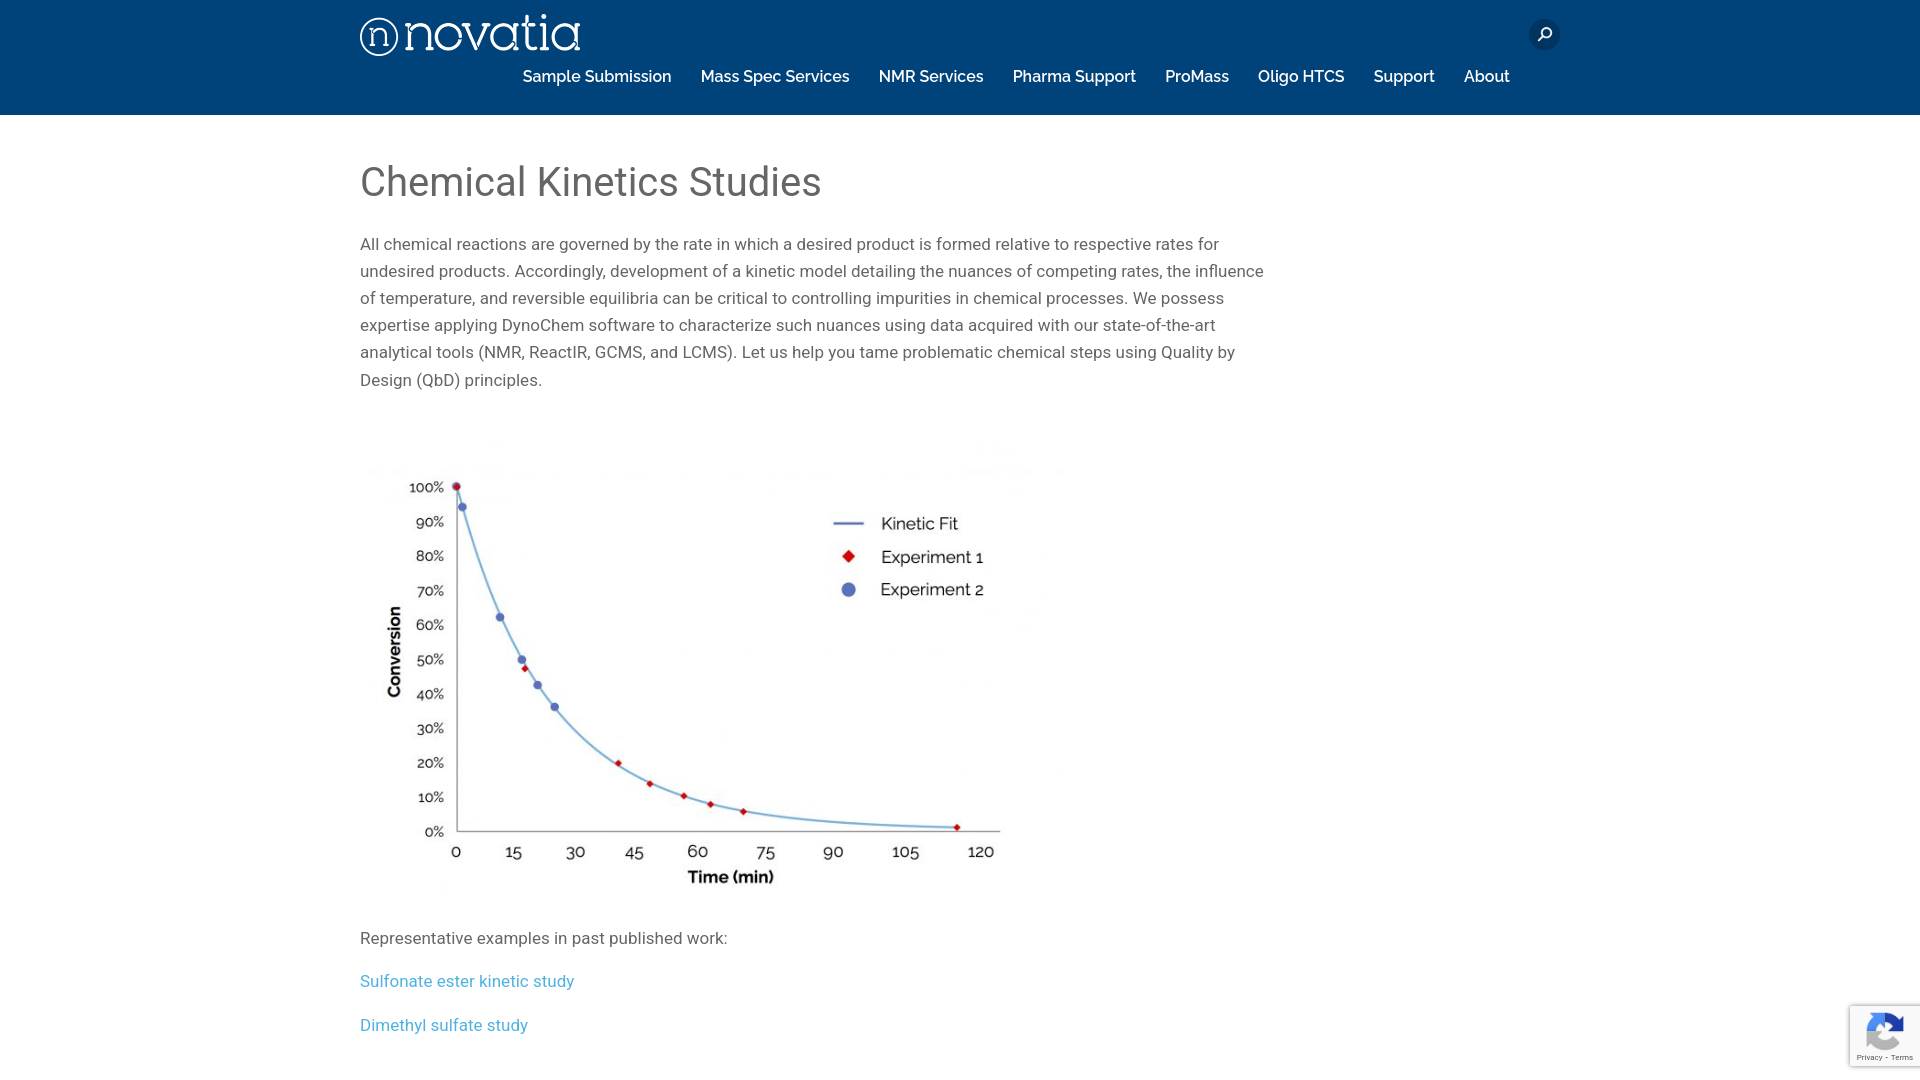 n novatia
Sample Submission Mass Spec Services NMR Services Pharma Support ProMass Oligo HTCS Support About
Chemical Kinetics Studies
All chemical reactions are governed by the rate in which a desired product is formed relative to respective rates for
undesired products. Accordingly, development of a kinetic model detailing the nuances of competing rates, the influence
of temperature, and reversible equilibria can be critical to controlling impurities in chemical processes. We possess
expertise applying DynoChem software to characterize such nuances using data acquired with our state-of-the-art
analytical tools (NMR, ReactIR, GCMS, and LCMS). Let us help you tame problematic chemical steps using Quality by
Design (QbD) principles.
100%
90%
80%
70%
60%
50%
40%
30%
20%
10%
0%
Conversion
Kinetic Fit
Experiment 1
Experiment 2
0 15 30 45 60 75 90 105 120
Time (min)
Representative examples in past published work:
Sulfonate ester kinetic study
Dimethyl sulfate study
Privacy - Terms